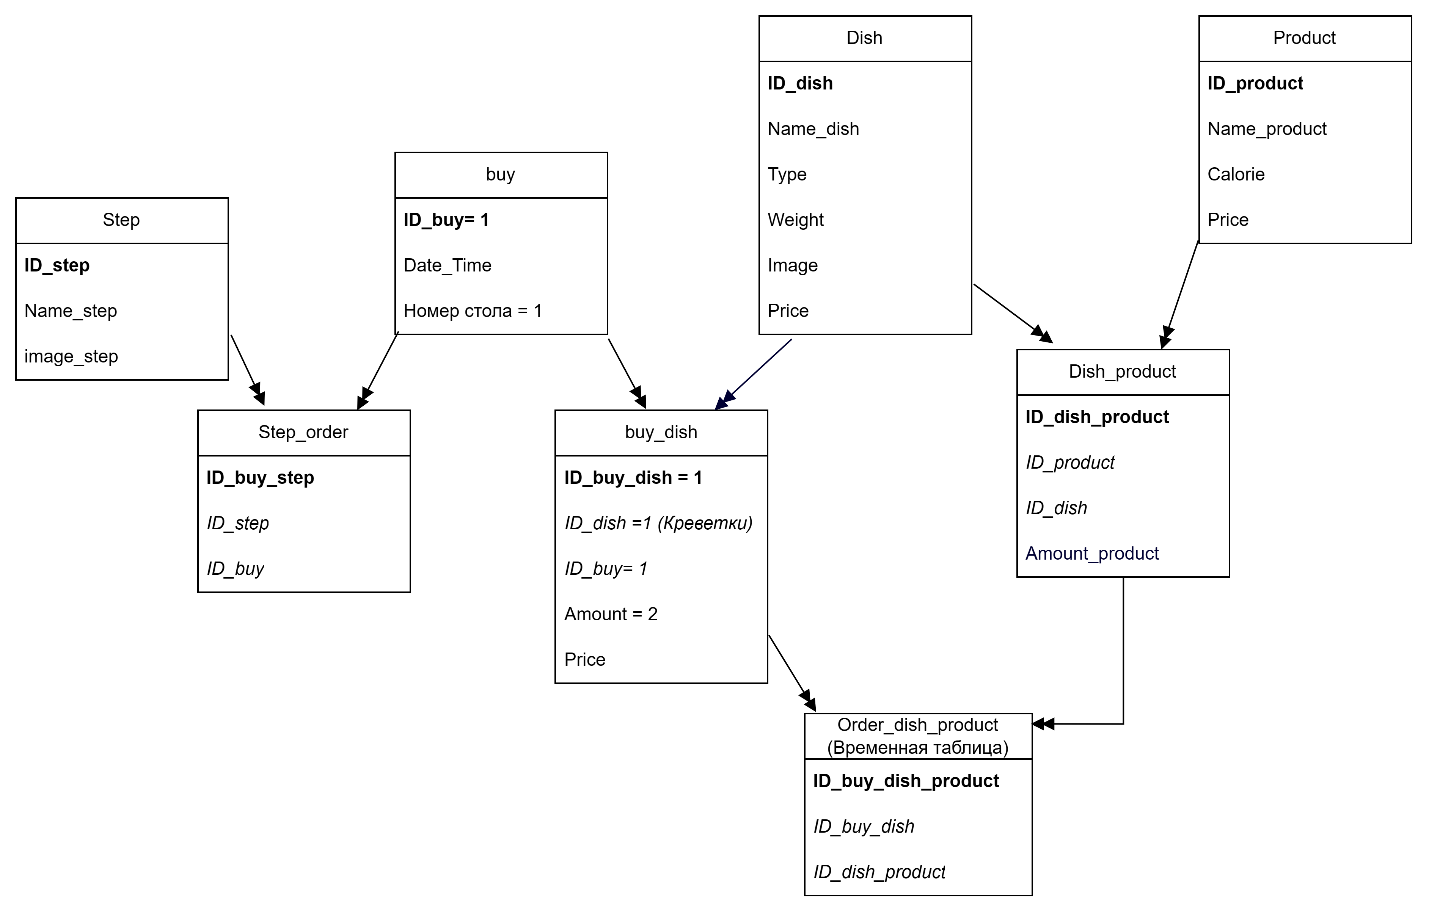 Step
ID_step
Name_step
image_step
buy
ID_buy= 1
Date_Time
Номер стола = 1
Dish
ID_dish
Name_dish
Type
Weight
Image
Price
Product
ID_product
Name_product
Calorie
Price
Step_order
ID_buy_step
ID_step
ID_buy
buy_dish
ID_buy_dish = 1
ID_dish =1 (Креветки)
ID_buy= 1
Amount = 2
Price
Dish_product
ID_dish_product
ID_product
ID_dish
Amount_product
Order_dish_product
(Временная таблица)
ID_buy_dish_product
ID_buy_dish
ID_dish_product